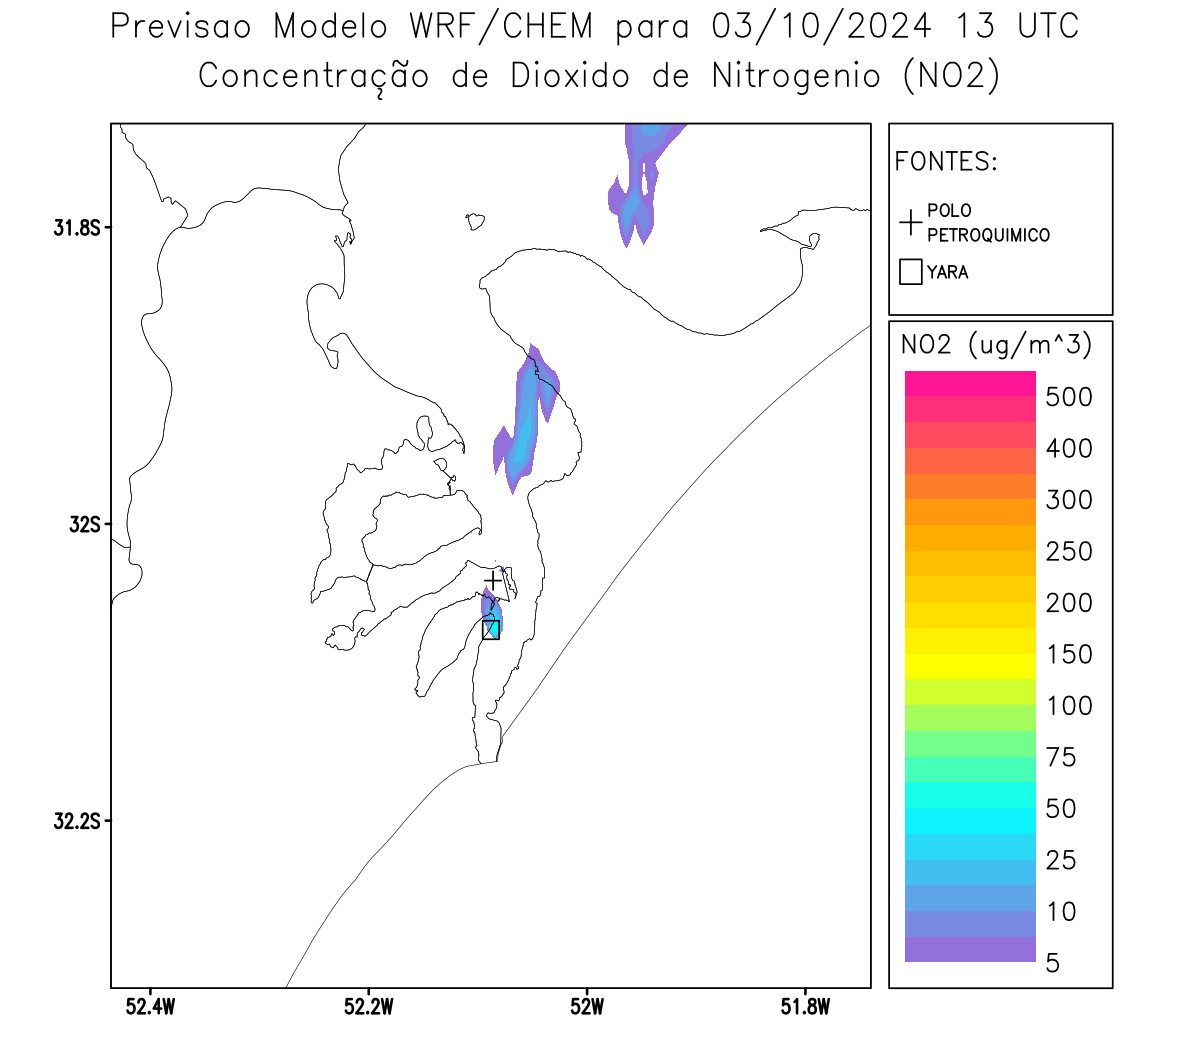 Previsao Modelo WRF/CHEM para 03/10/2024 13 UTC
Concentração de Dioxido de Nitrogenio (NO2)
FONTES:
POLO
PETROQUIMICO
YARA
NO2 (ug/m^3)
500
400
300
250
200
150
100
75
50
25
10
5
31.8S
32S
32.2S
52.4W
52.2W
52W
51.8W